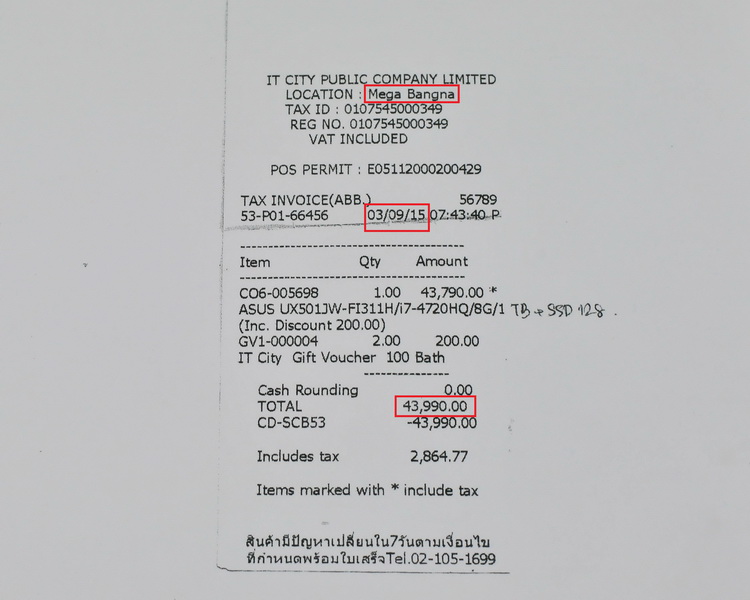 IT CITY PUBLIC COMPANY LIMITED
LOCATION : Mega Bangna
TAX ID : 0107545000349
REG NO. 0107545000349
VAT INCLUDED
POS PERMIT : E05112000200429
TAX INVOICE(ABB.) 56789
53-P01-66456 03/09/15 07:43:40 P
Item Qty Amount
CO6-005698 1.00 43,790.00 *
ASUS UX501JW-FI311H/i7-4720HQ/8G/1 TB + SSD 128.
(Inc. Discount 200.00)
GV1-000004 2.00 200.00
IT City Gift Voucher 100 Bath
Cash Rounding 0.00
TOTAL 43,990.00
CD-SCB53 -43,990.00
Includes tax 2,864.77
Items marked with * include tax
สินค้ามีปัญหาเปลี่ยนใน7วันตามเงื่อนไข
ที่กำหนดพร้อมใบเสร็จTel.02-105-1699